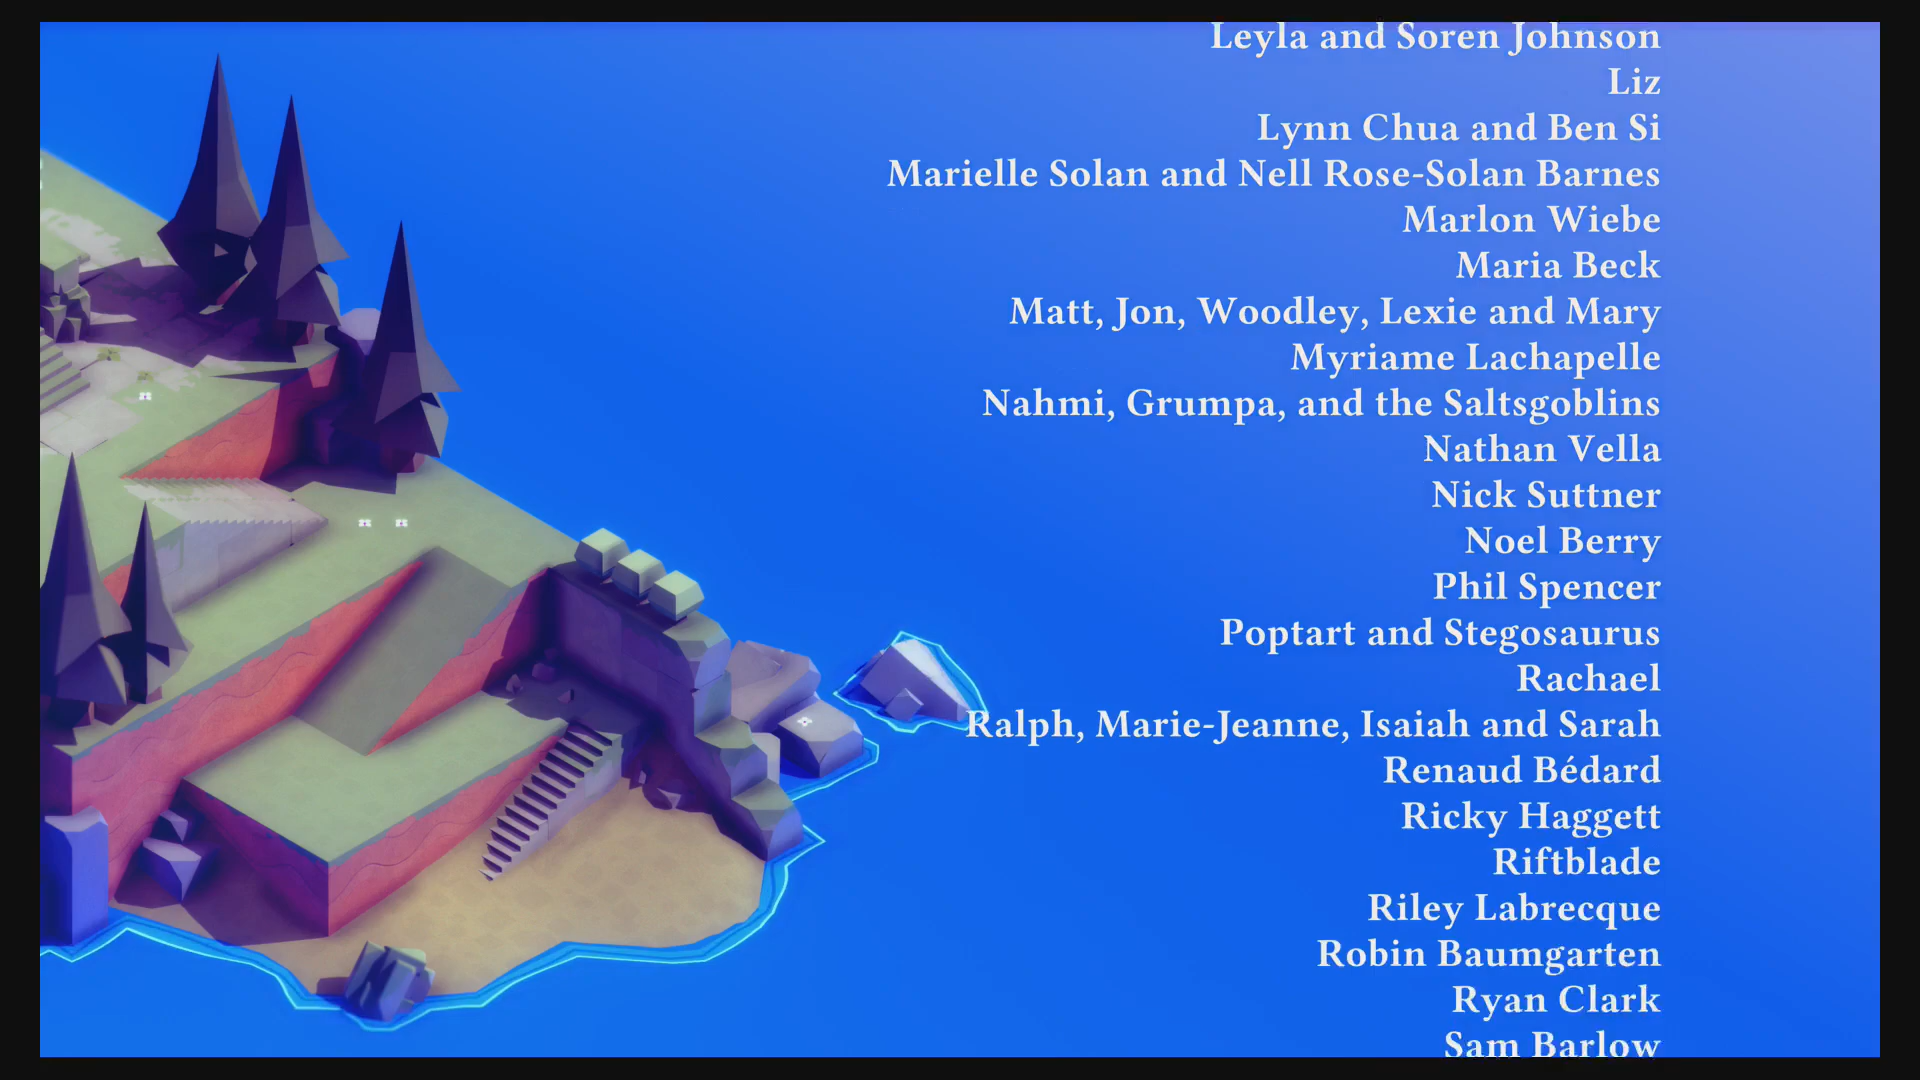 Leyla and Soren Johnson
Liz
Lynn Chua and Ben Si
Marielle Solan and Nell Rose-Solan Barnes
Marlon Wiebe
Maria Beck
Matt, Jon, Woodley, Lexie and Mary
Myriame Lachapelle
Nahmi, Grumpa, and the Saltsgoblins
Nathan Vella
Nick Suttner
Noel Berry
Phil Spencer
Poptart and Stegosaurus
Rachael
Ralph, Marie-Jeanne, Isaiah and Sarah
Renaud Bédard
Ricky Haggett
Riftblade
Riley Labrecque
Robin Baumgarten
Ryan Clark
Sam Barlow